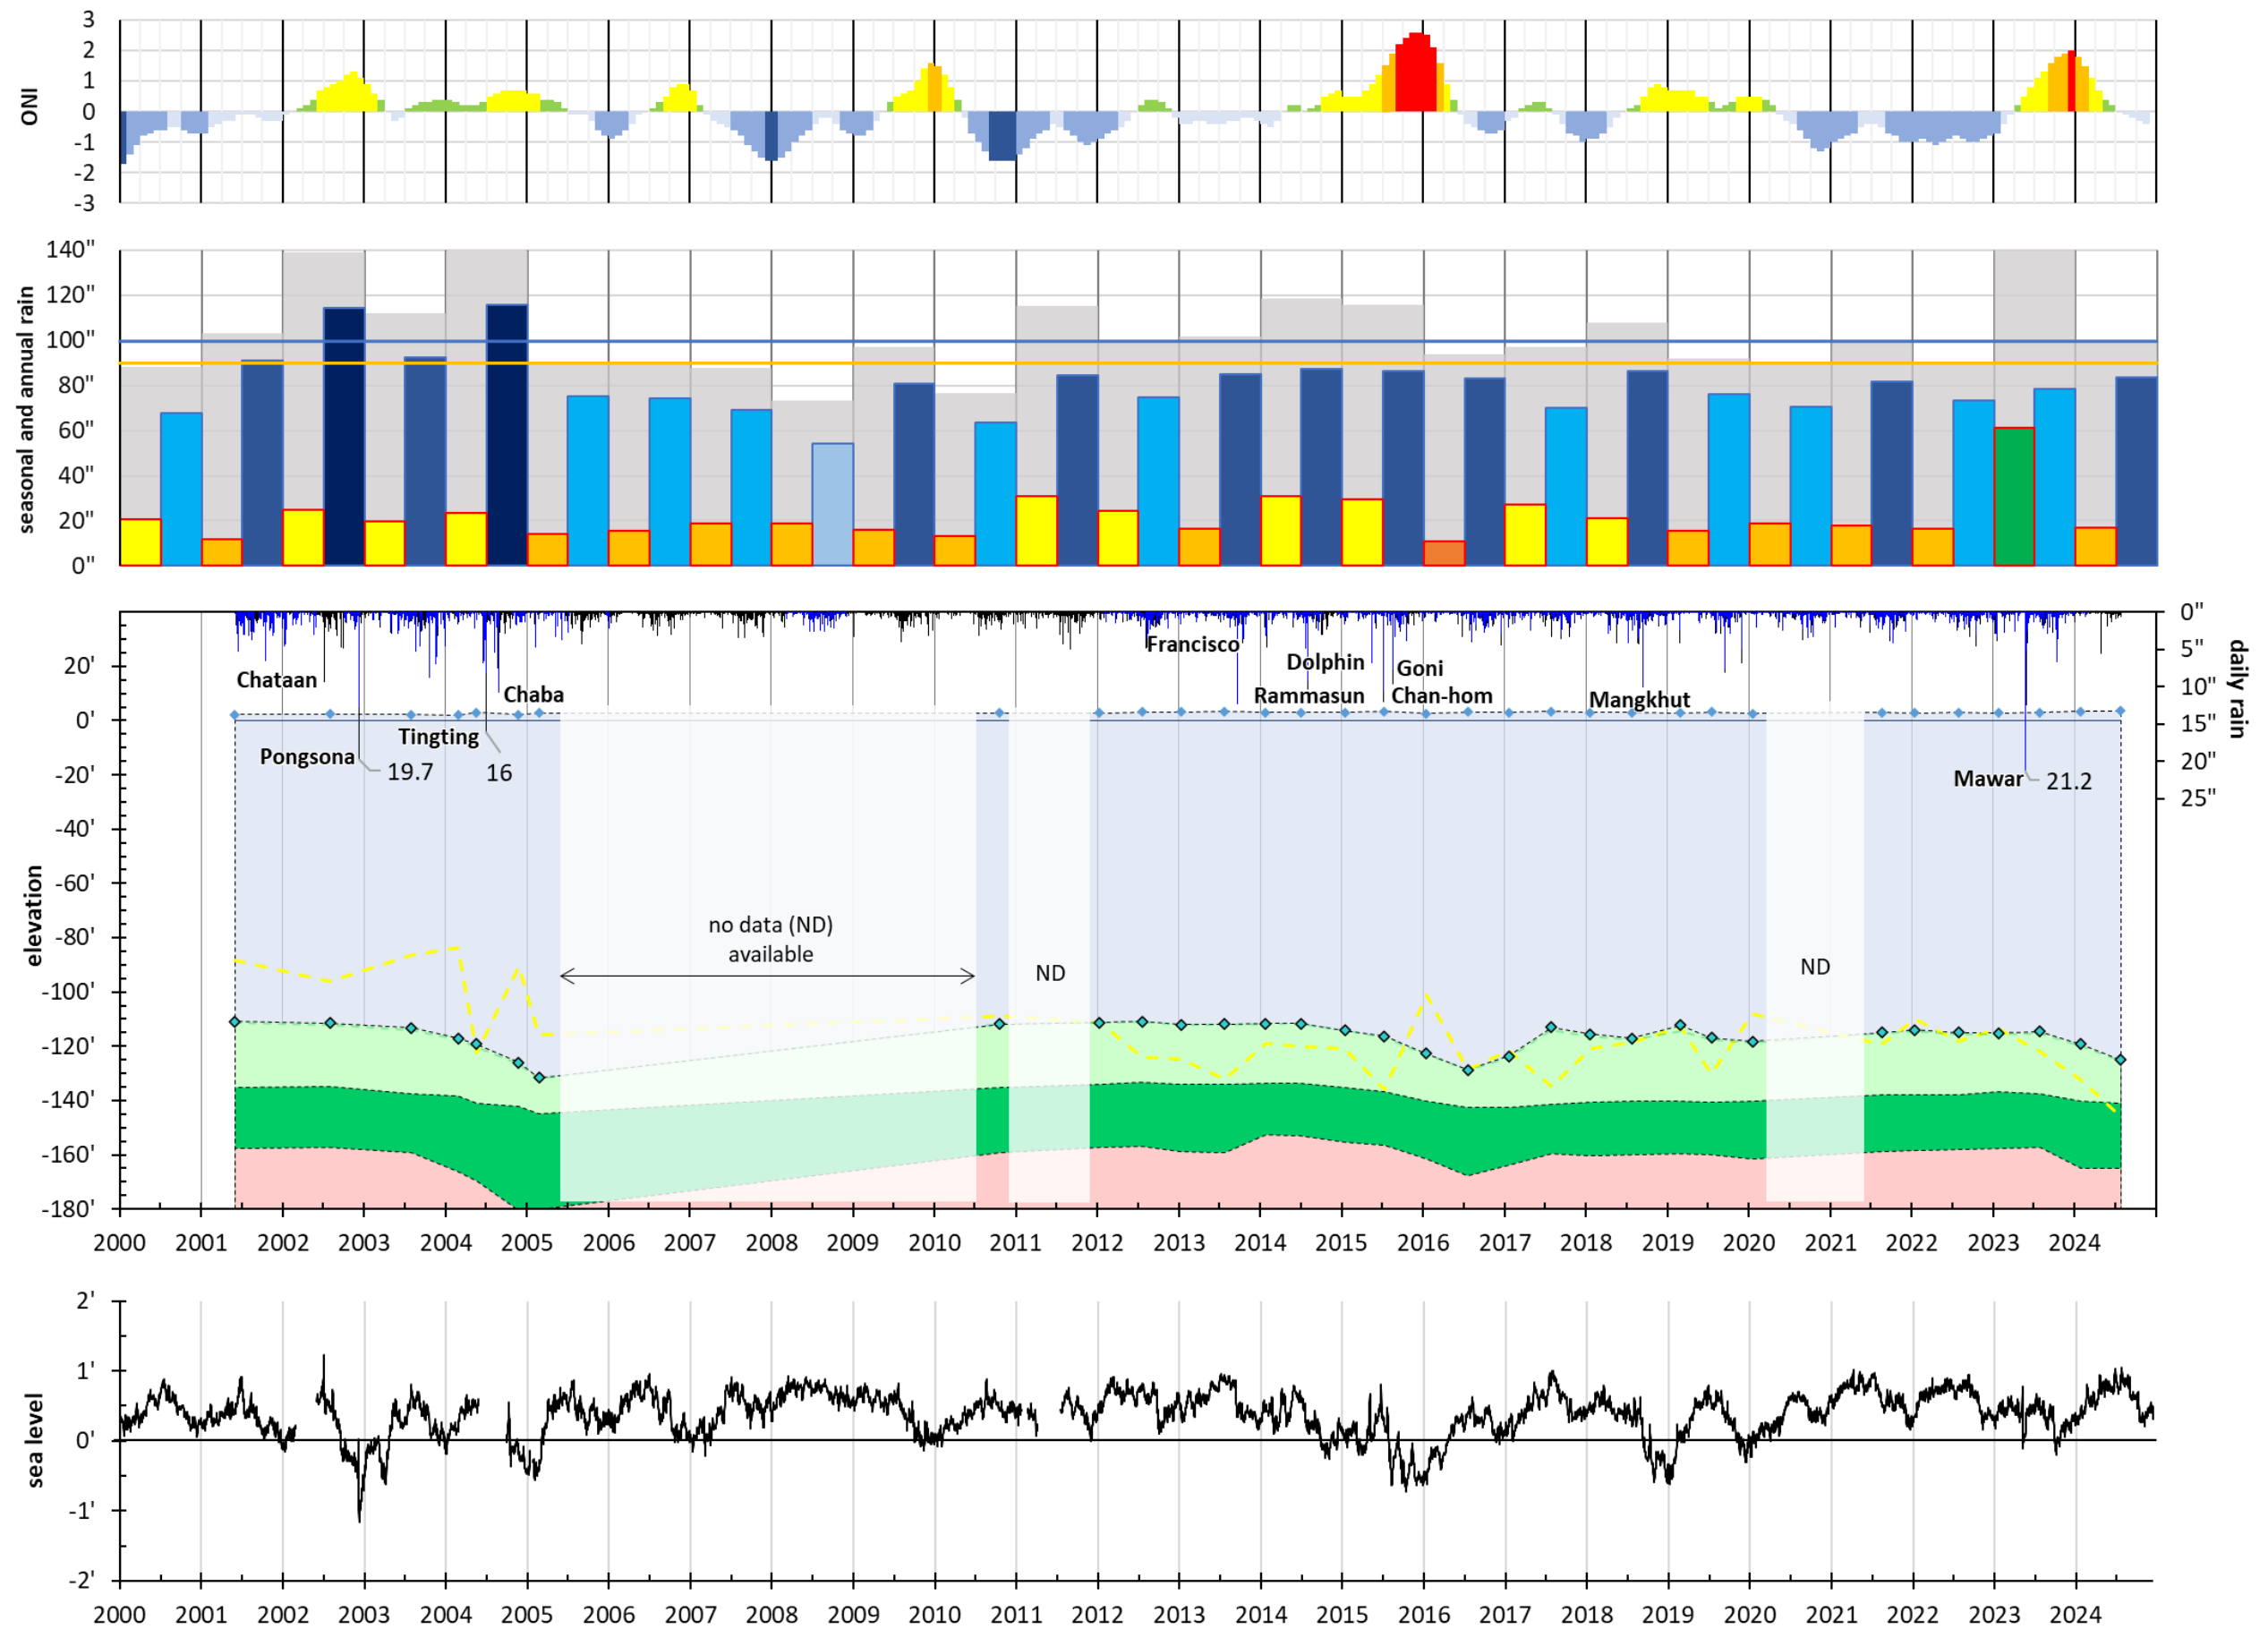 3
2
1
0
-1
-2
-3
ONI
2000 2001 2002 2003 2004 2005 2006 2007 2008 2009 2010 2011 2012 2013 2014 2015 2016 2017 2018 2019 2020 2021 2022 2023 2024
140"
120"
100"
80"
60"
40"
20"
0"
seasonal and annual rain
20'
0'
-20'
-40'
-60'
-80'
-100'
-120'
-140'
-160'
-180'
elevation
0"
5"
10"
15"
20"
25"
daily rain
Chataan
Pongsona
19.7
Tingting
16
Chaba
Francisco
Dolphin
Rammasun
Goni
Chan-hom
Mangkhut
Mawar
21.2
no data (ND)
available
ND
ND
2000 2001 2002 2003 2004 2005 2006 2007 2008 2009 2010 2011 2012 2013 2014 2015 2016 2017 2018 2019 2020 2021 2022 2023 2024
2'
1'
0'
-1'
-2'
sea level